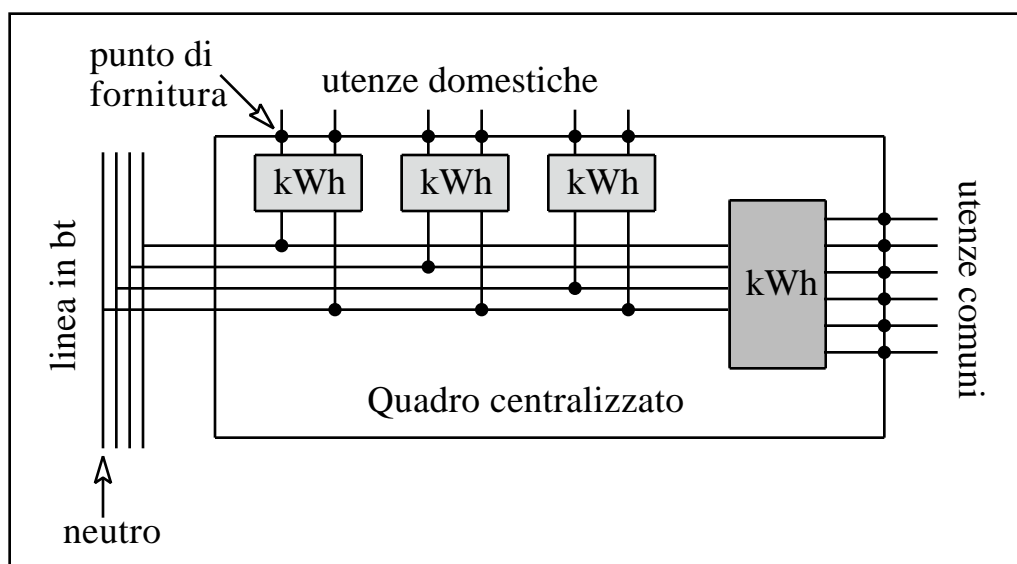 punto di
fornitura
utenze domestiche
kWh
kWh
kWh
linea in bt
kWh
utenze comuni
Quadro centralizzato
neutro